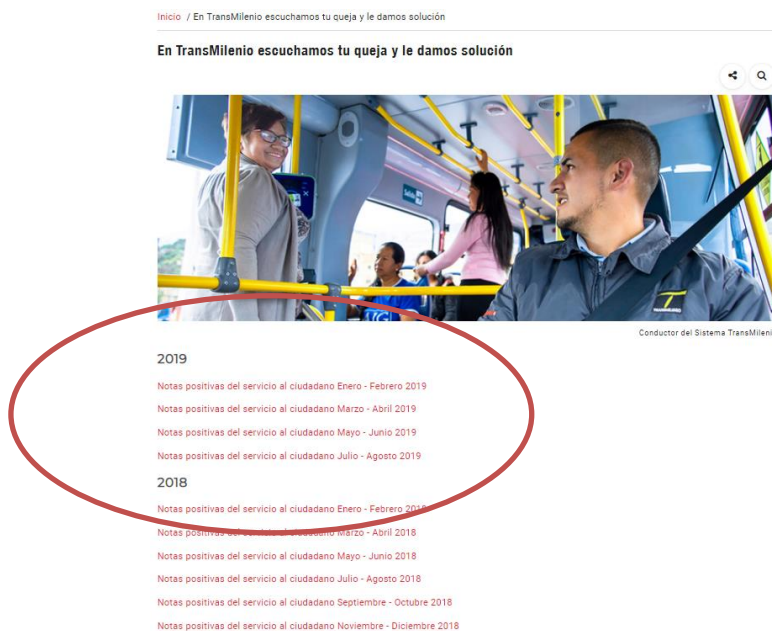 Inicio / En TransMilenio escuchamos tu queja y le damos solución
En TransMilenio escuchamos tu queja y le damos solución
TRANSMILENIO
Conductor del Sistema TransMileni
2019
Notas positivas del servicio al ciudadano Enero - Febrero 2019
Notas positivas del servicio al ciudadano Marzo - Abril 2019
Notas positivas del servicio al ciudadano Mayo - Junio 2019
Notas positivas del servicio al ciudadano Julio - Agosto 2019
2018
Notas positivas del servicio al ciudadano Enero - Febrero 2018
Notas positivas del servicio al ciudadano Marzo - Abril 2018
Notas positivas del servicio al ciudadano Mayo - Junio 2018
Notas positivas del servicio al ciudadano Julio - Agosto 2018
Notas positivas del servicio al ciudadano Septiembre - Octubre 2018
Notas positivas del servicio al ciudadano Noviembre - Diciembre 2018